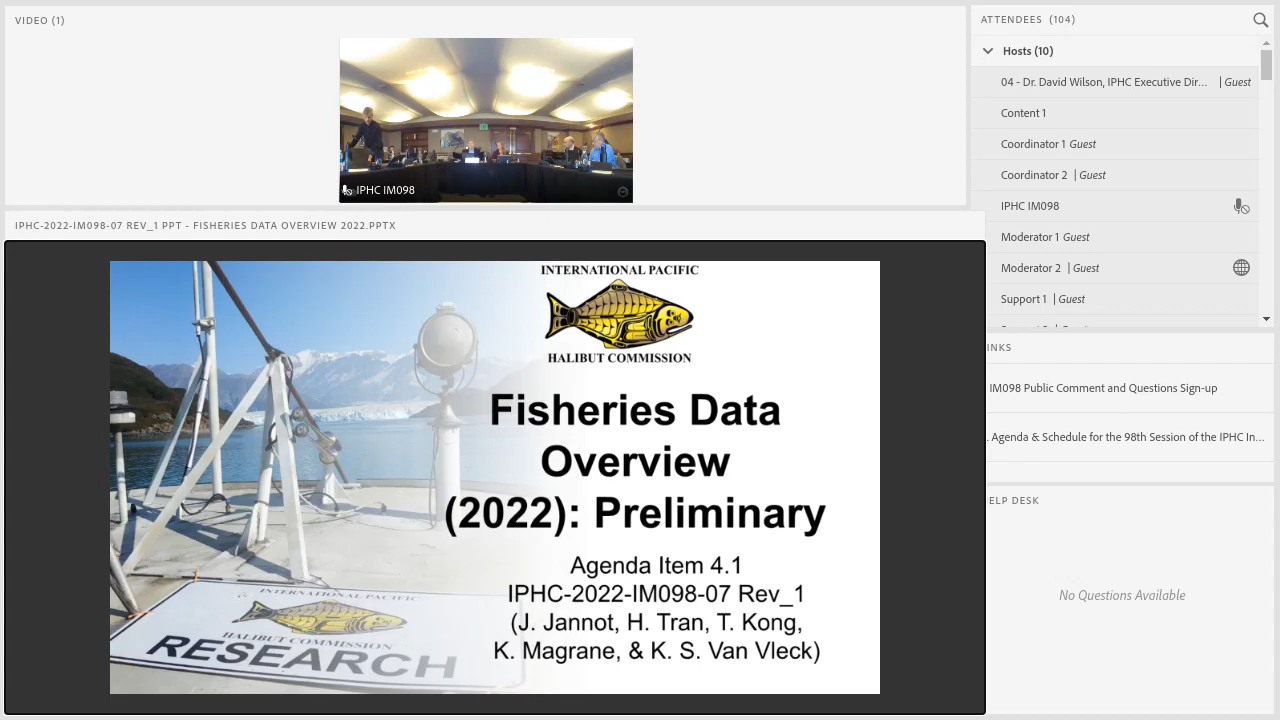 VIDEO (1)
IPHC IM098
IPHC-2022-IM098-07 REV_1 PPT - FISHERIES DATA OVERVIEW 2022.PPTX
INTERNATIONAL PACIFIC
HALIBUT COMMISSION
Fisheries Data
Overview
(2022): Preliminary
Agenda Item 4.1
IPHC-2022-IM098-07 Rev_1
(J. Jannot, H. Tran, T. Kong,
K. Magrane, & K. S. Van Vleck)
INTERNATIONAL PACIFIC
HALIBUT COMMISSION
RESEARCH
ATTENDEES (104)
Hosts (10)
04 - Dr. David Wilson, IPHC Executive Dir... | Guest
Content 1
Coordinator 1 Guest
Coordinator 2 | Guest
IPHC IM098
Moderator 1 Guest
Moderator 2 | Guest
Support 1 | Guest
INKS
IM098 Public Comment and Questions Sign-up
. Agenda & Schedule for the 98th Session of the IPHC In...
ELP DESK
No Questions Available